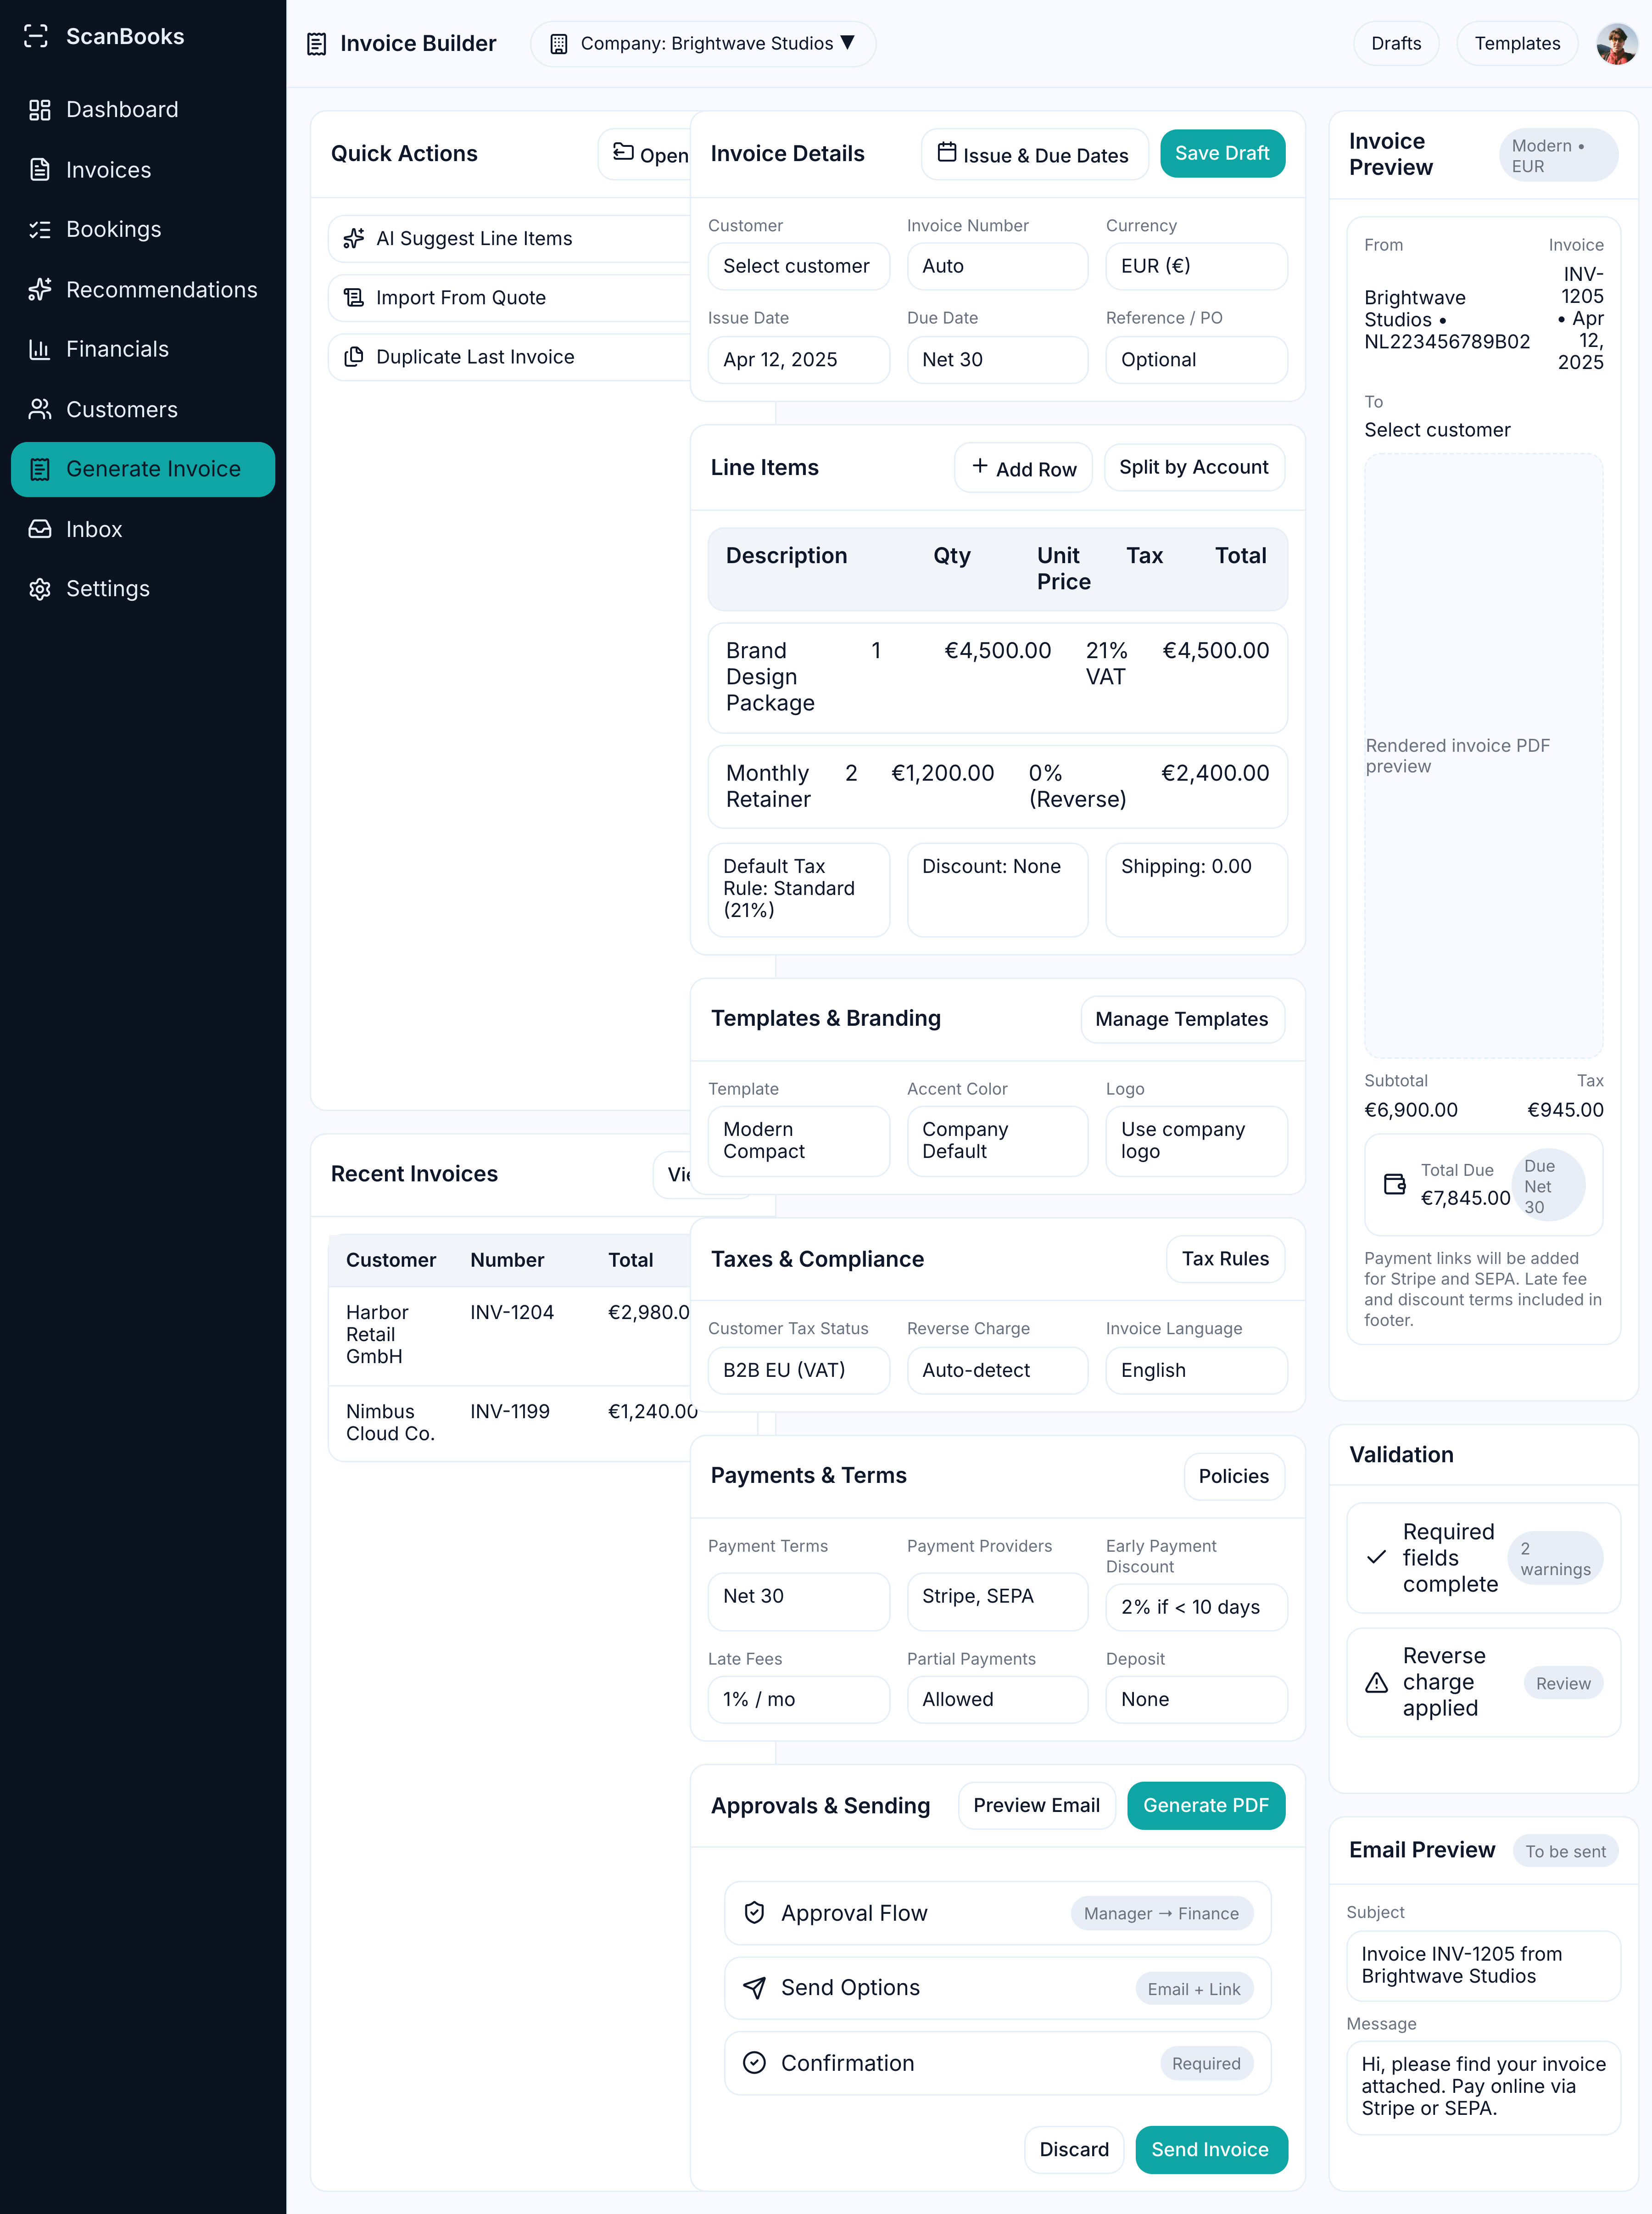 ScanBooks
Dashboard
Invoices
Bookings
Recommendations
Financials
Customers
Generate Invoice
Inbox
Settings
Invoice Builder
Company: Brightwave Studios ▼
Drafts
Templates
Quick Actions
Open
AI Suggest Line Items
Import From Quote
Duplicate Last Invoice
Recent Invoices
Customer Number Total
Harbor
Retail
GmbH
INV-1204
€2,980.0
Nimbus
Cloud Co.
INV-1199
€1,240.00
Invoice Details
Issue & Due Dates
Save Draft
Customer
Select customer
Invoice Number
Auto
Currency
EUR (€)
Issue Date
Apr 12, 2025
Due Date
Net 30
Reference / PO
Optional
Line Items
+ Add Row
Split by Account
Description Qty Unit Tax Total
Price
Brand 1 €4,500.00 21% €4,500.00
Design VAT
Package
Monthly 2 €1,200.00 0% €2,400.00
Retainer (Reverse)
Default Tax
Rule: Standard
(21%)
Discount: None
Shipping: 0.00
Templates & Branding
Manage Templates
Template
Modern
Compact
Accent Color
Company
Default
Logo
Use company
logo
Taxes & Compliance
Tax Rules
Customer Tax Status
B2B EU (VAT)
Reverse Charge
Auto-detect
Invoice Language
English
Payments & Terms
Policies
Payment Terms
Net 30
Payment Providers
Stripe, SEPA
Early Payment
Discount
2% if < 10 days
Late Fees
1% / mo
Partial Payments
Allowed
Deposit
None
Approvals & Sending
Preview Email
Generate PDF
Approval Flow
Manager → Finance
Send Options
Email + Link
Confirmation
Required
Discard
Send Invoice
Invoice
Preview
Modern •
EUR
From
Brightwave
Studios •
NL223456789B02
Invoice
INV-
1205
• Apr
12,
2025
To
Select customer
Rendered invoice PDF
preview
Subtotal
€6,900.00
Tax
€945.00
Total Due
€7,845.00
Due
Net
30
Payment links will be added
for Stripe and SEPA. Late fee
and discount terms included in
footer.
Validation
Required
fields
complete
2
warnings
Reverse
charge
applied
Review
Email Preview
To be sent
Subject
Invoice INV-1205 from
Brightwave Studios
Message
Hi, please find your invoice
attached. Pay online via
Stripe or SEPA.